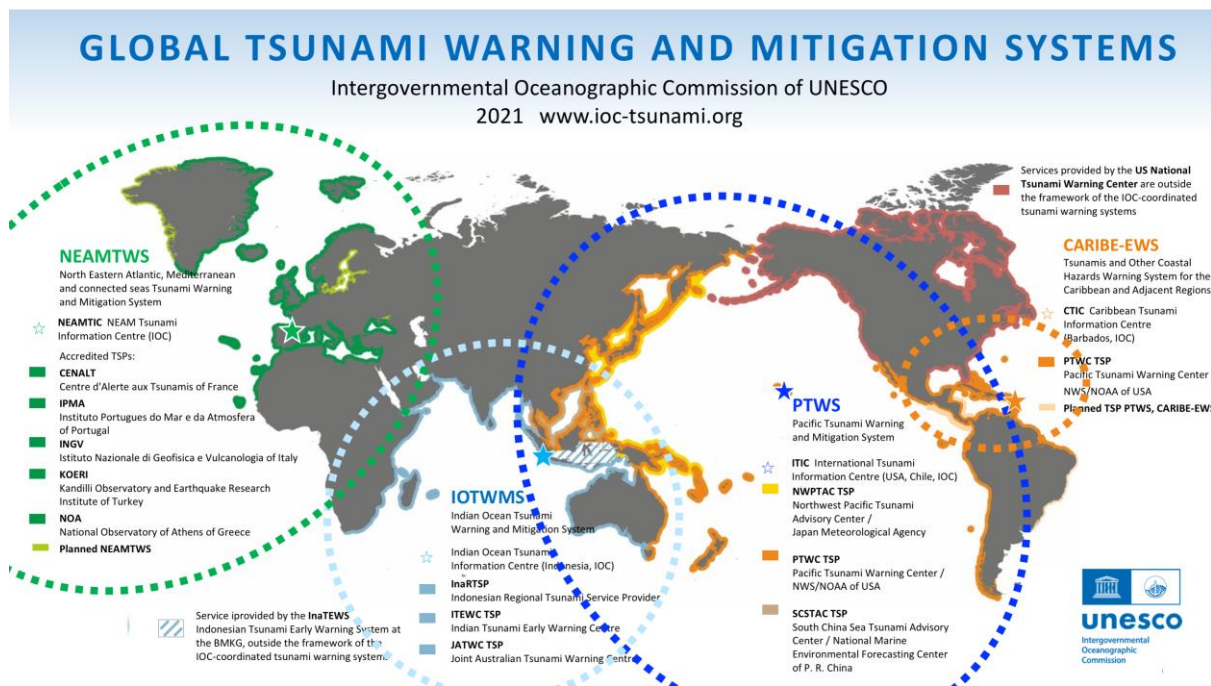 GLOBAL TSUNAMI WARNING AND MITIGATION SYSTEMS
Intergovernmental Oceanographic Commission of UNESCO
2021 www.ioc-tsunami.org
NEAMTWS
North Eastern Atlantic, Mediterranean
and connected seas Tsunami Warning
and Mitigation System
NEAMTIC NEAM Tsunami
Information Centre (IOC)
Accredited TSPs:
CENALT
Centre d'Alerte aux Tsunamis of France
IPMA
Instituto Portugues do Mar e da Atmosfera
of Portugal
INGV
Istituto Nazionale di Geofisica e Vulcanologia of Italy
KOERI
Kandilli Observatory and Earthquake Research
Institute of Turkey
NOA
National Observatory of Athens of Greece
Planned NEAMTWS
Service iprovided by the InaTEWS
Indonesian Tsunami Early Warning System at
the BMKG, outside the framework of the
IOC-coordinated tsunami warning system
IOTWMS
Indian Ocean Tsunami
Warning and Mitigation System
Indian Ocean Tsunami
Information Centre (Indonesia, IOC)
InaRTSP
Indonesian Regional Tsunami Service Provider
ITEWC TSP
Indian Tsunami Early Warning Centre
JATWC TSP
Joint Australian Tsunami Warning Centre
K
PTWS
Pacific Tsunami Warning
and Mitigation System
ITIC International Tsunami
Information Centre (USA, Chile, IOC)
NWPTAC TSP
Northwest Pacific Tsunami
Advisory Center /
Japan Meteorological Agency
PTWC TSP
Pacific Tsunami Warning Center /
NWS/NOAA of USA
SCSTAC TSP
South China Sea Tsunami Advisory
Center / National Marine
Environmental Forecasting Center
of P. R. China
Services provided by the US National
Tsunami Warning Center are outside
the framework of the IOC-coordinated
tsunami warning systems
CARIBE-EWS
Tsunamis and Other Coastal
Hazards Warning System for the
Caribbean and Adjacent Regions
CTIC Caribbean Tsunami
Information Centre
(Barbados, IOC)
PTWC TSP
Pacific Tsunami Warning Center
NWS/NOAA of USA
Planned TSP PTWS, CARIBE-EWS
unesco
Intergovernmental
Oceanographic
Commission